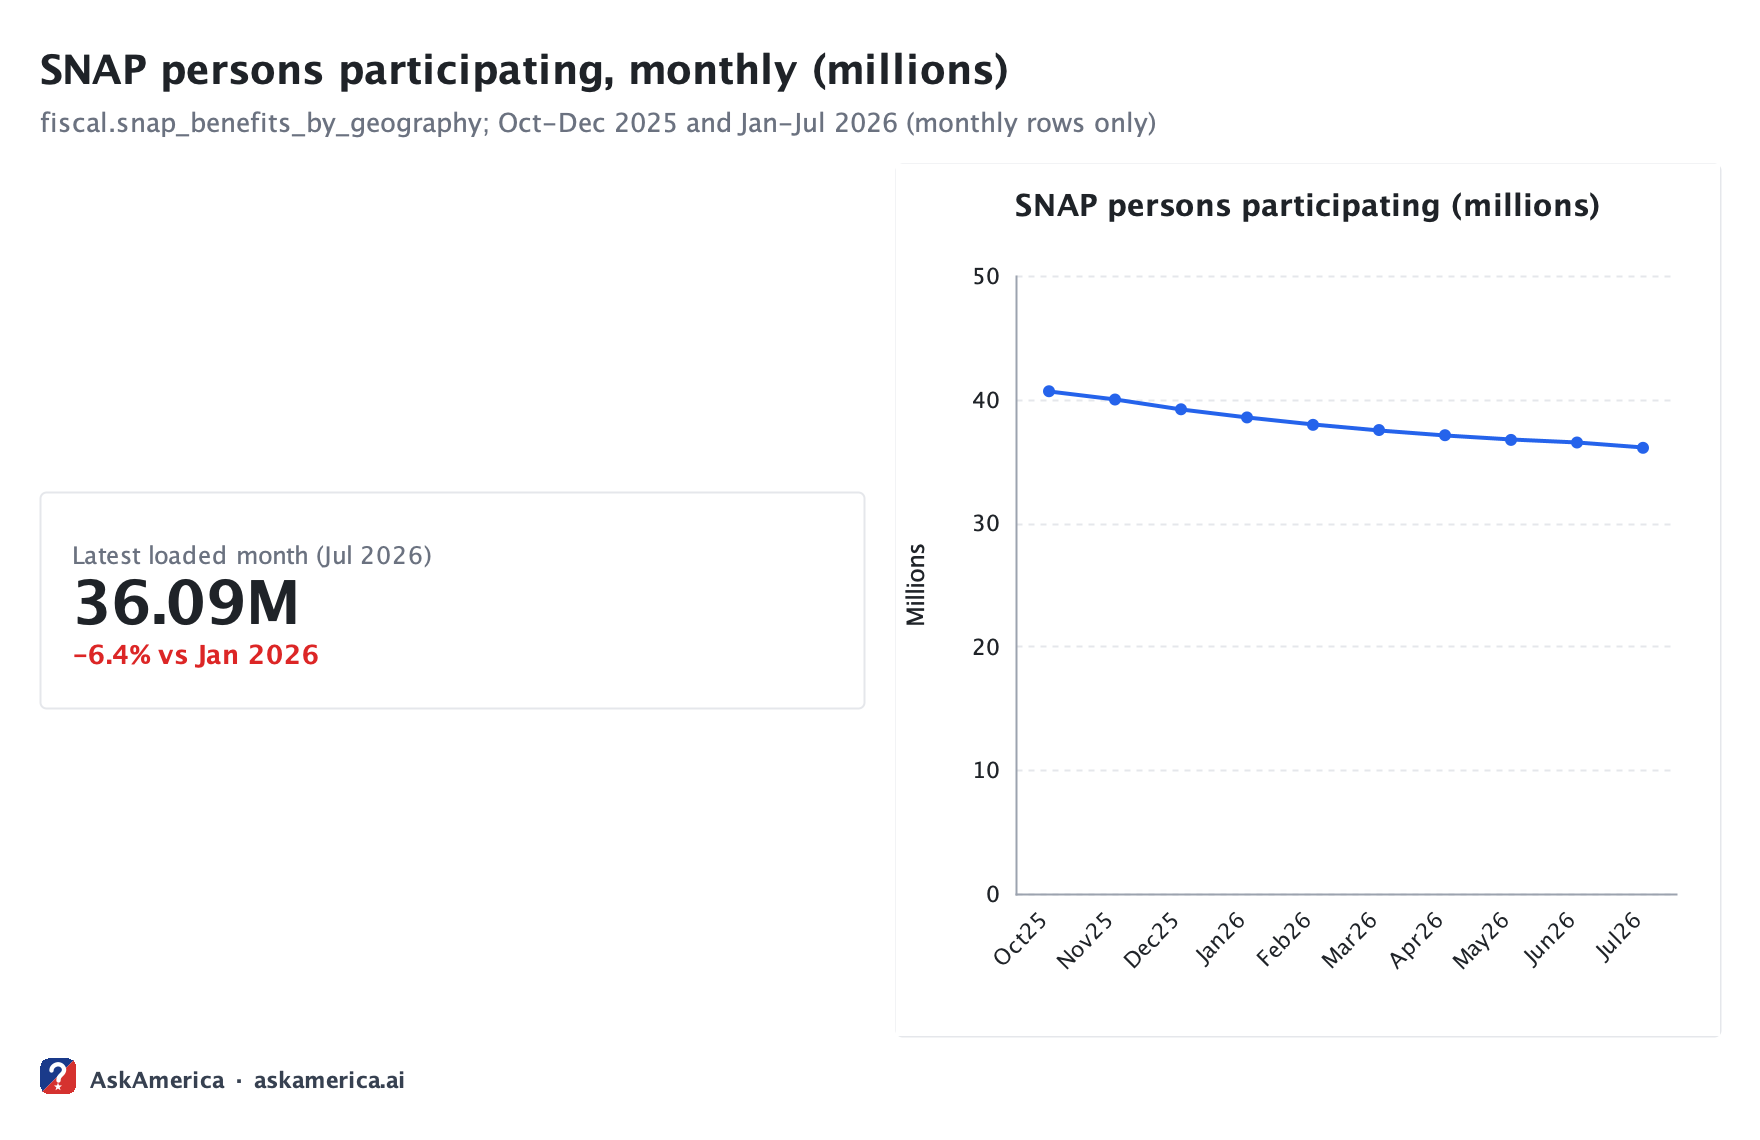 SNAP persons participating, monthly (millions)
fiscal.snap_benefits_by_geography; Oct–Dec 2025 and Jan–Jul 2026 (monthly rows only)
Latest loaded month (Jul 2026)
36.09M
−6.4% vs Jan 2026
SNAP persons participating (millions)
Millions
50
40
30
20
10
0
Oct25
Nov25
Dec25
Jan26
Feb26
Mar26
Apr26
May26
Jun26
Jul26
AskAmerica · askamerica.ai